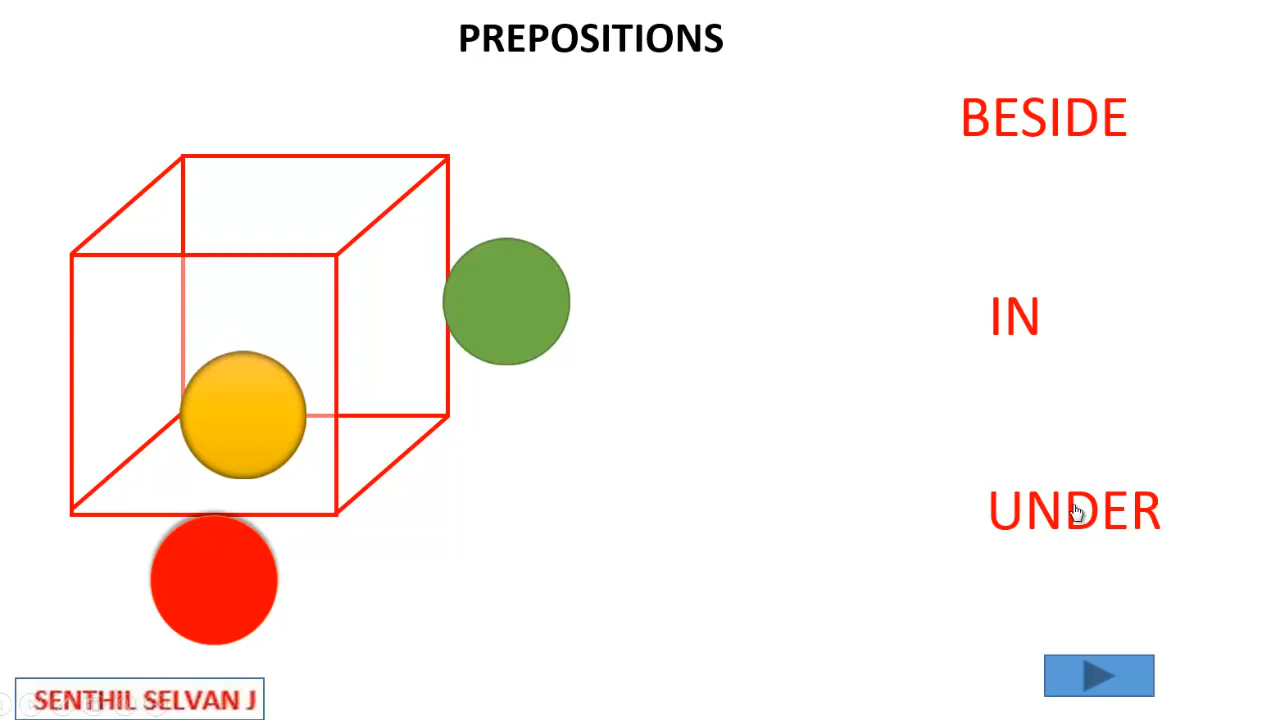 PREPOSITIONS
BESIDE
IN
UNDER
SENTHIL SELVAN J